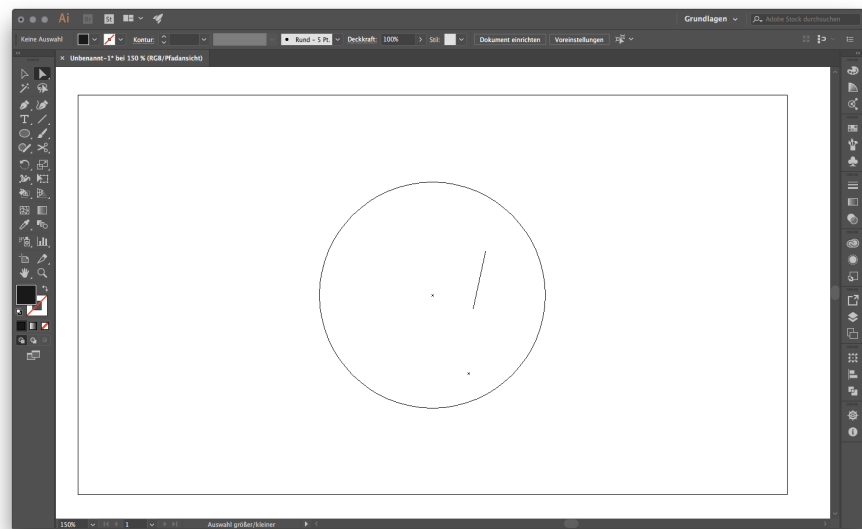 Ai Br St Grundlagen Adobe Stock durchsuchen
Keine Auswahl Kontur: Rund - 5 Pt. Deckkraft: 100% Stil: Dokument einrichten Voreinstellungen
× Unbenannt-1* bei 150 % (RGB/Pfadansicht)
150% 1 Auswahl größer/kleiner